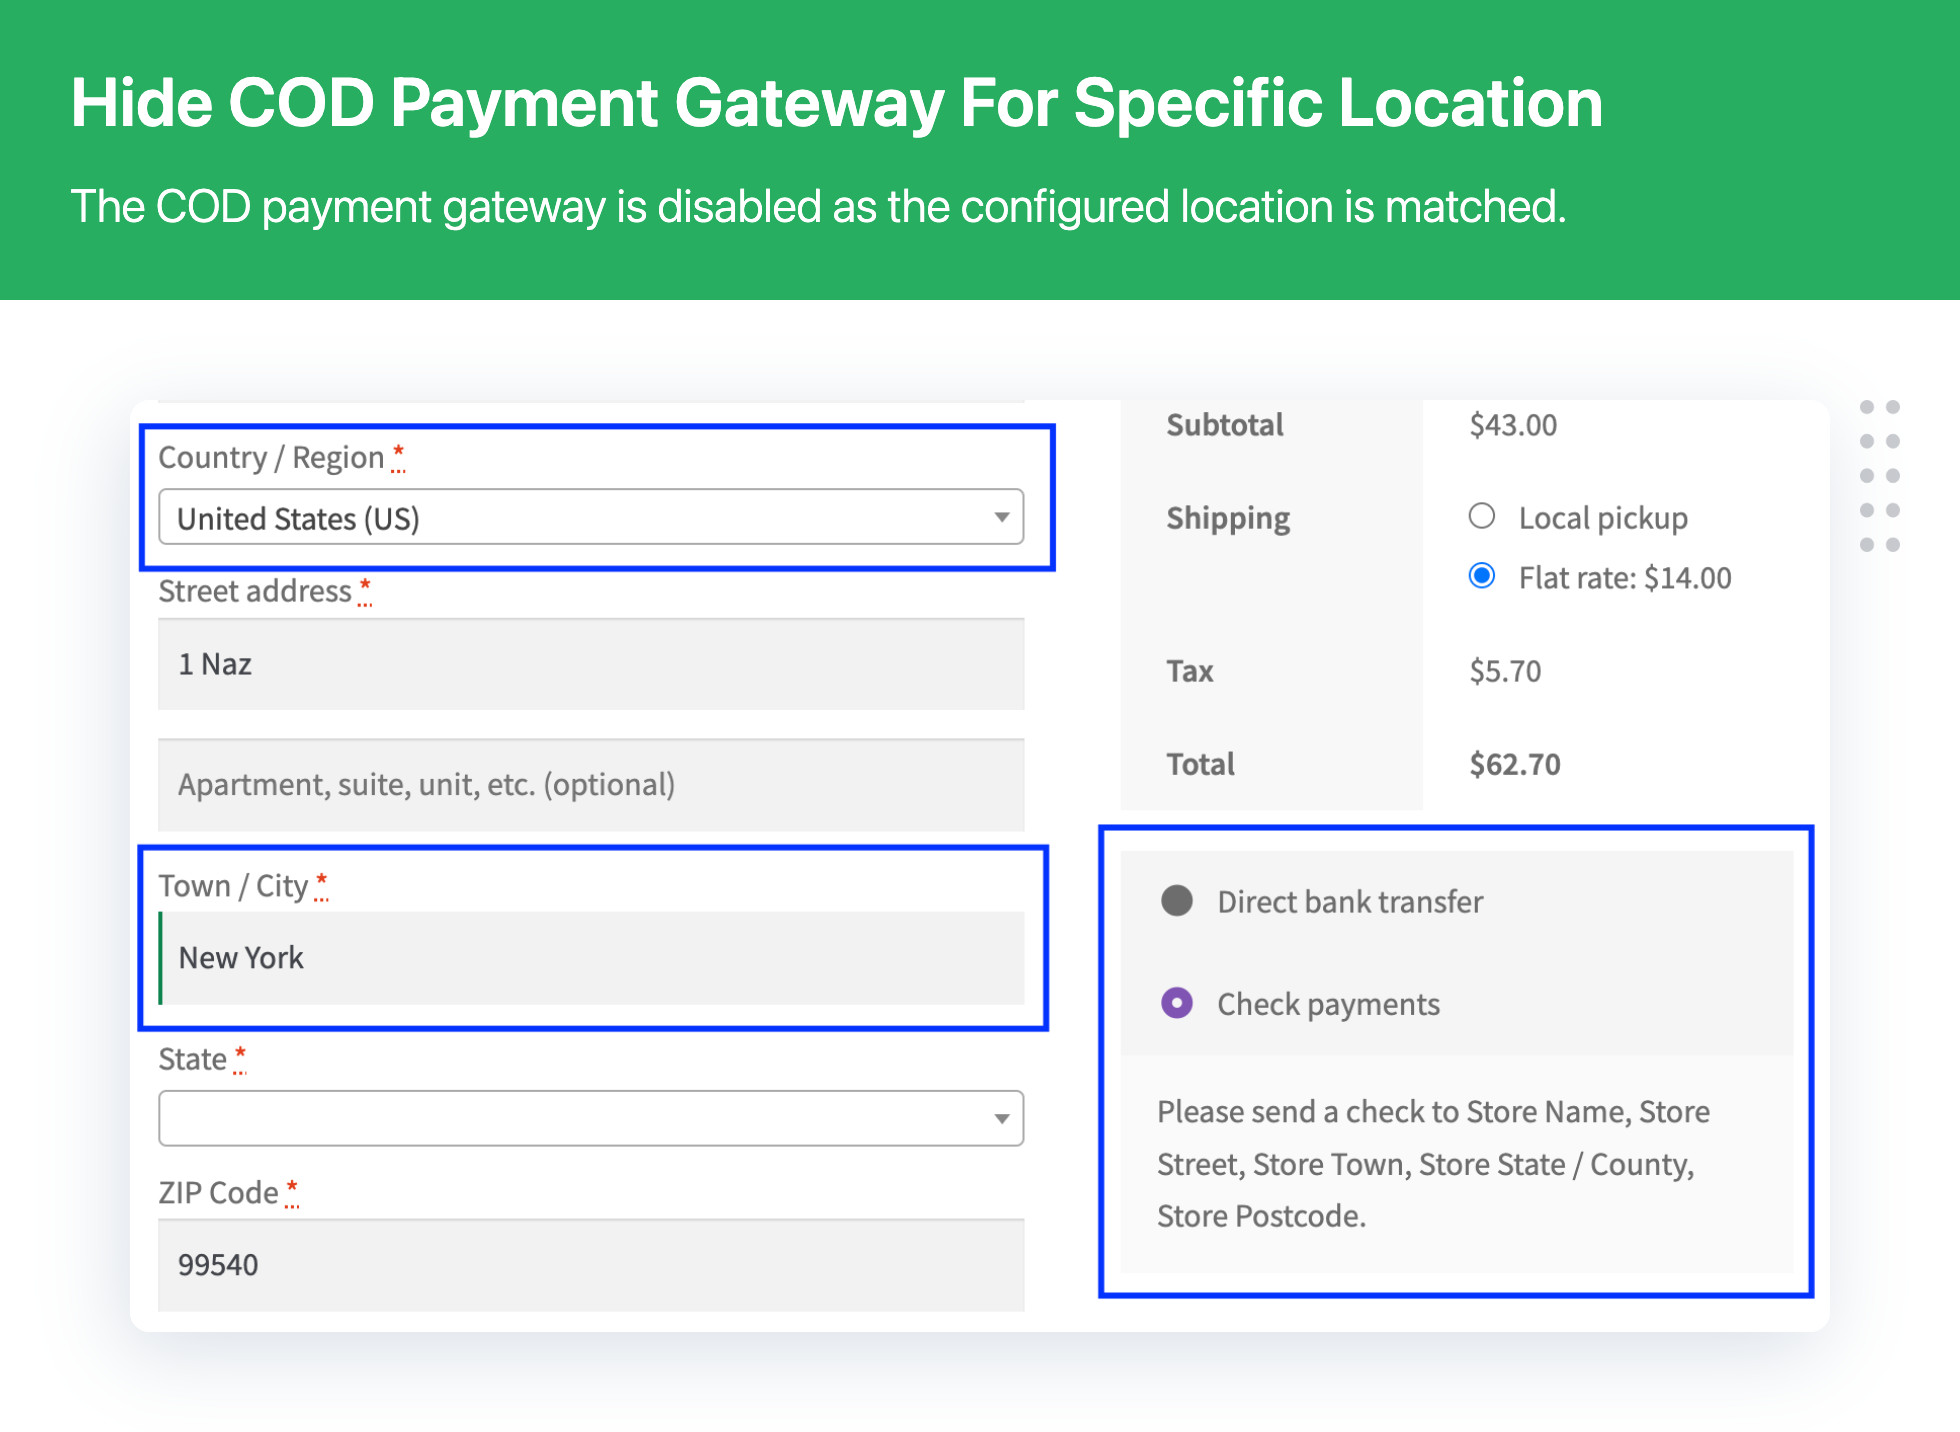 Hide COD Payment Gateway For Specific Location
The COD payment gateway is disabled as the configured location is matched.
Country / Region *
United States (US)
Street address *
1 Naz
Apartment, suite, unit, etc. (optional)
Town / City *
New York
State *
ZIP Code *
99540
Subtotal $43.00
Shipping Local pickup
Flat rate: $14.00
Tax $5.70
Total $62.70
Direct bank transfer
Check payments
Please send a check to Store Name, Store
Street, Store Town, Store State / County,
Store Postcode.